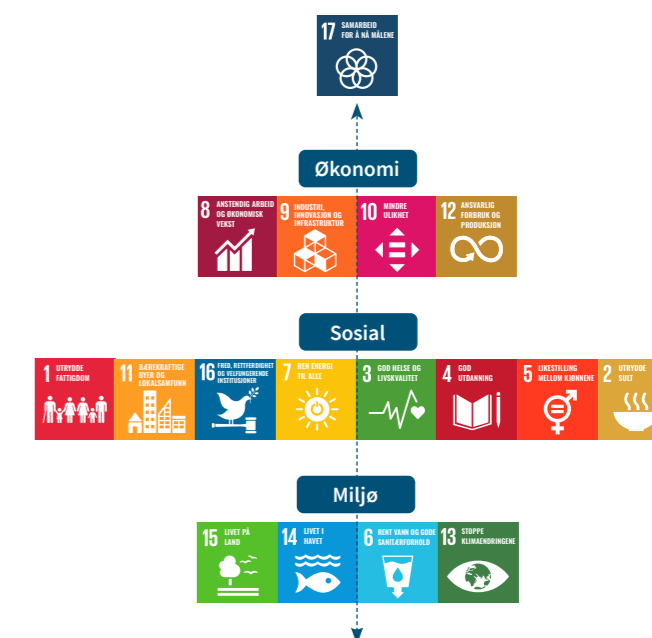 17 SAMARBEID
FOR Å NÅ MÅLENE
Økonomi
8 ANSTENDIG ARBEID
OG ØKONOMISK
VEKST
9 INDUSTRI,
INNOVASJON OG
INFRASTRUKTUR
10 MINDRE
ULIKHET
12 ANSVARLIG
FORBRUK OG
PRODUKSJON
Sosial
1 UTRYDDE
FATTIGDOM
11 BÆREKRAFTIGE
BYER OG
LOKALSAMFUNN
16 FRED, RETTFERDIGHET
OG VELFUNGERENDE
INSTITUSJONER
7 REN ENERGI
TIL ALLE
3 GOD HELSE OG
LIVSKVALITET
4 GOD
UTDANNING
5 LIKESTILLING
MELLOM KJØNNENE
2 UTRYDDE
SULT
Miljø
15 LIVET PÅ
LAND
14 LIVET I
HAVET
6 RENT VANN OG GODE
SANITÆRFORHOLD
13 STOPPE
KLIMAENDRINGENE